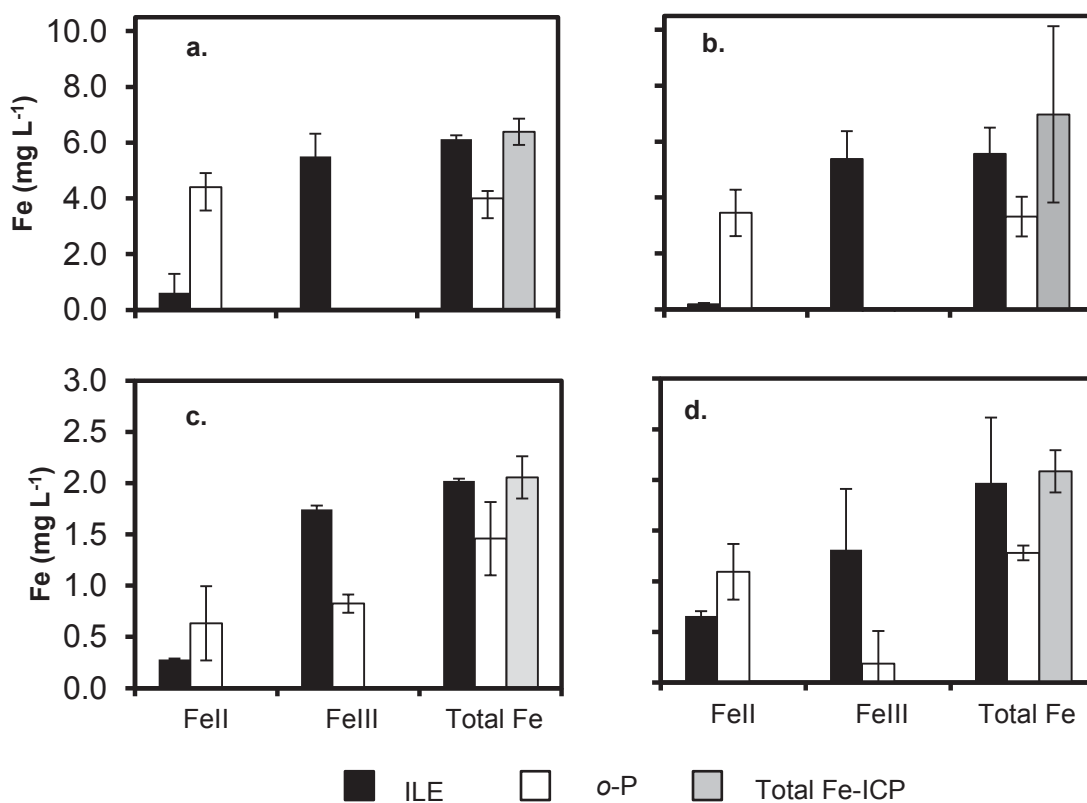 a.
b.
Fe (mg L⁻¹)
10.0
8.0
6.0
4.0
2.0
0.0
c.
d.
Fe (mg L⁻¹)
3.0
2.5
2.0
1.5
1.0
0.5
0.0
FeII FeIII Total Fe
FeII FeIII Total Fe
ILE o-P Total Fe-ICP